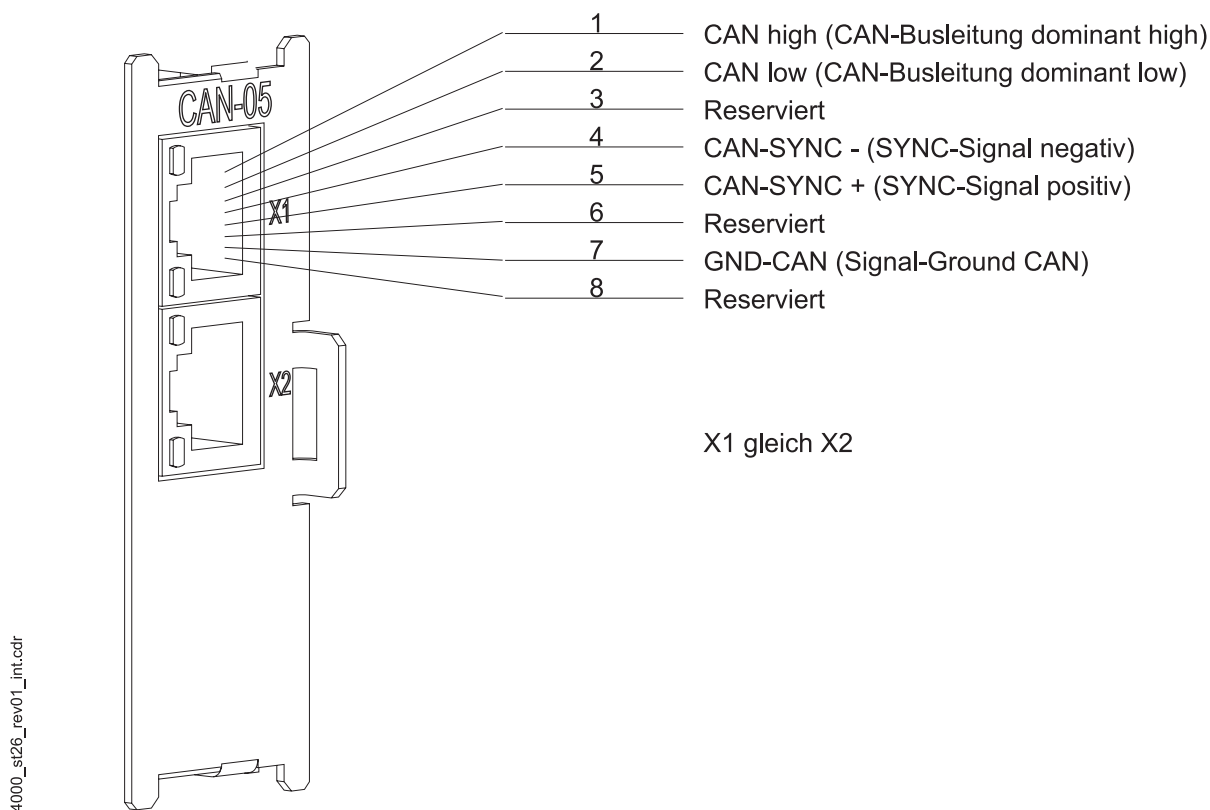 CAN-05
X1
X2
1 CAN high (CAN-Busleitung dominant high)
2 CAN low (CAN-Busleitung dominant low)
3 Reserviert
4 CAN-SYNC - (SYNC-Signal negativ)
5 CAN-SYNC + (SYNC-Signal positiv)
6 Reserviert
7 GND-CAN (Signal-Ground CAN)
8 Reserviert
X1 gleich X2
4000_st26_rev01_int.cdr